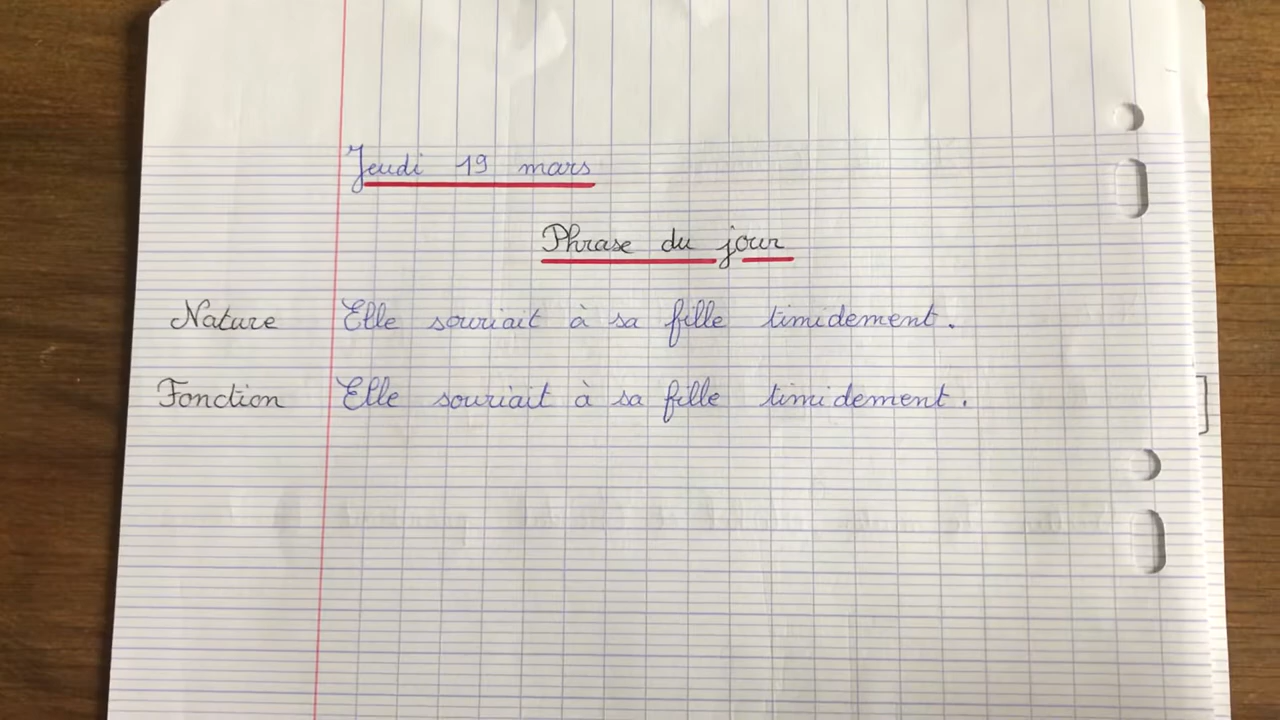 Jeudi 19 mars
Phrase du jour
Nature Elle souriait à sa fille timidement.
Fonction Elle souriait à sa fille timidement.